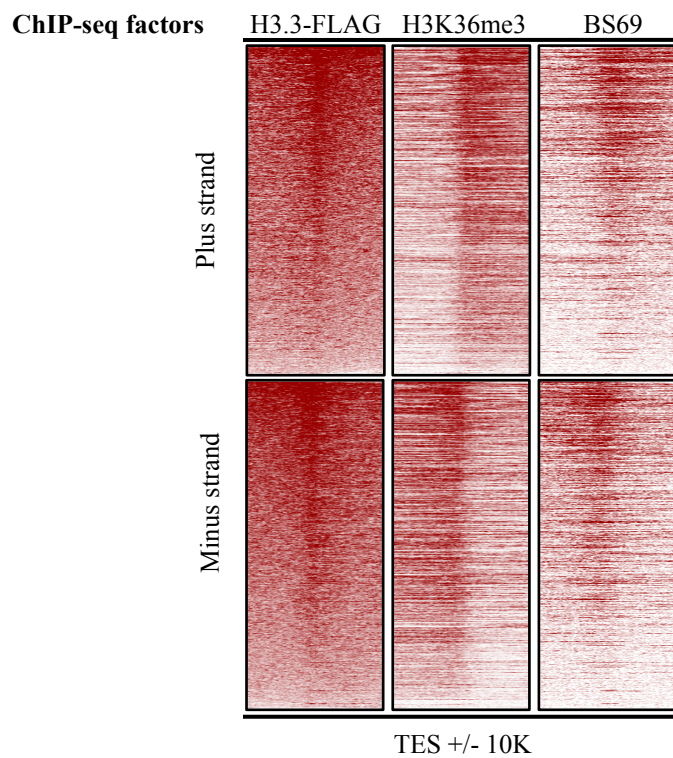 ChIP-seq factors H3.3-FLAG H3K36me3 BS69
Plus strand
Minus strand
TES +/- 10K